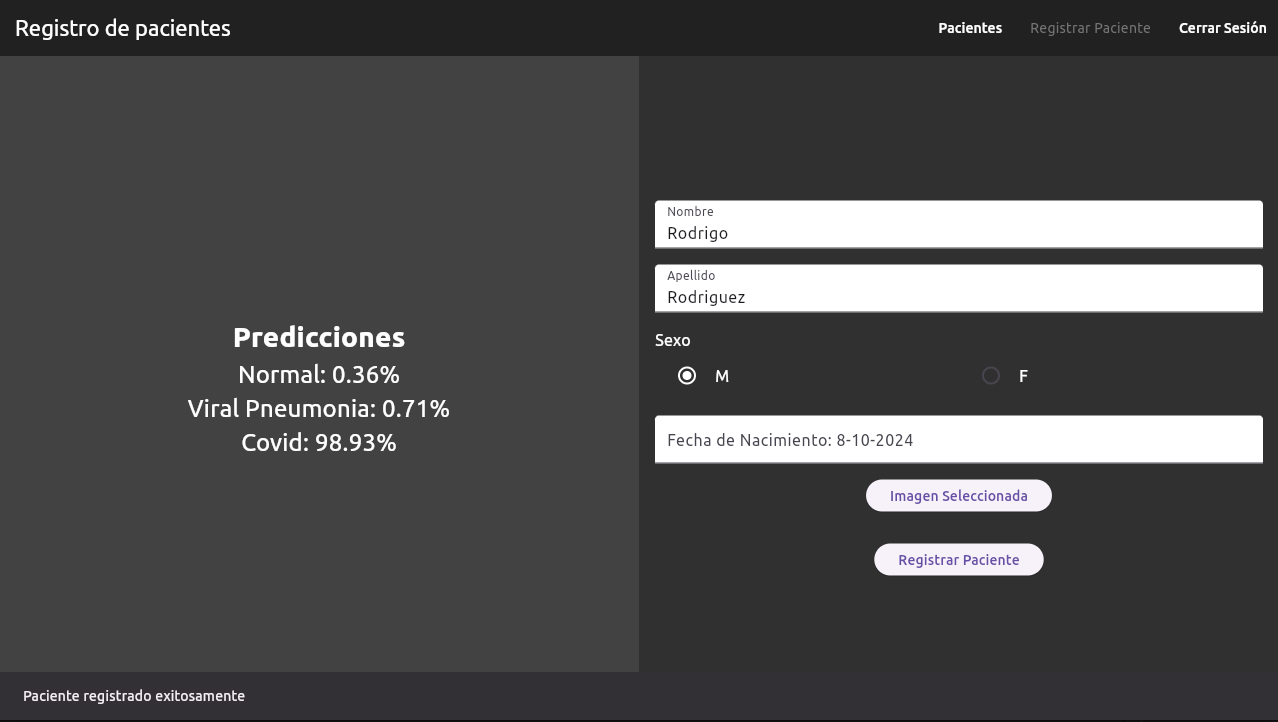 Registro de pacientes
Pacientes Registrar Paciente Cerrar Sesión
Predicciones
Normal: 0.36%
Viral Pneumonia: 0.71%
Covid: 98.93%
Nombre
Rodrigo
Apellido
Rodriguez
Sexo
M F
Fecha de Nacimiento: 8-10-2024
Imagen Seleccionada
Registrar Paciente
Paciente registrado exitosamente